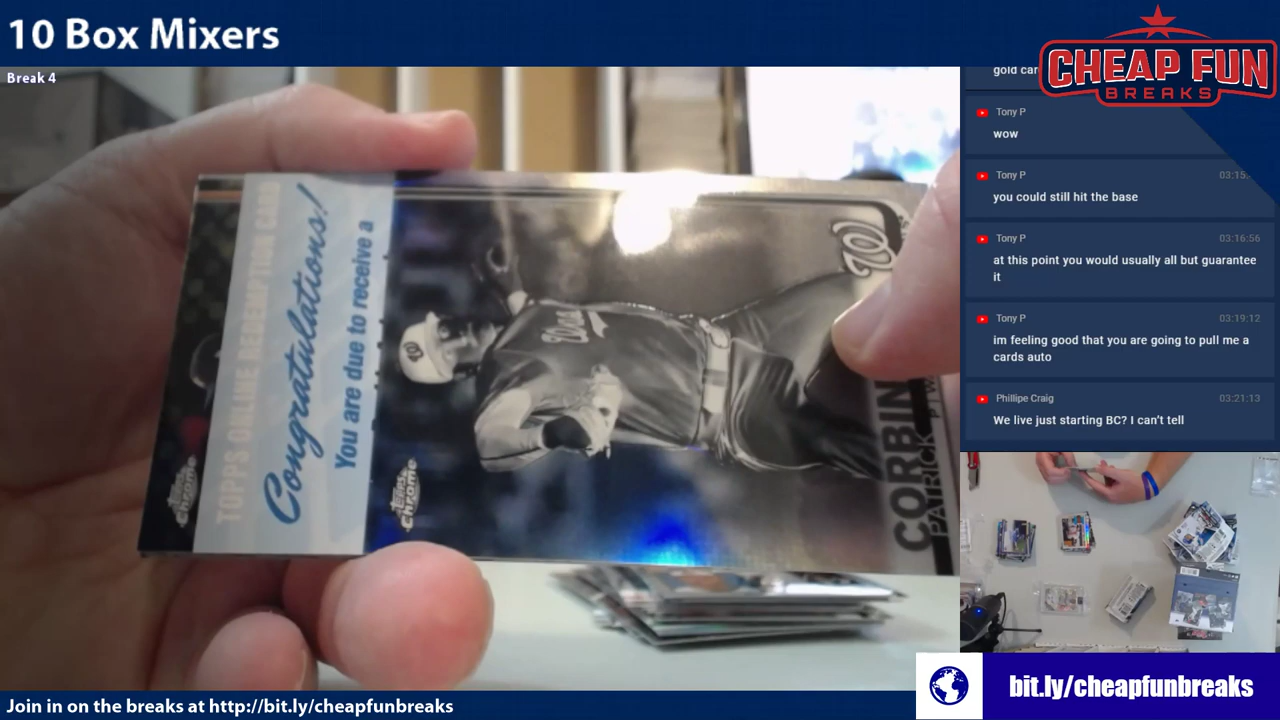 10 Box Mixers
Break 4
CHEAP FUN
BREAKS
gold car
Tony P
wow
Tony P
03:15
you could still hit the base
Tony P
03:16:56
at this point you would usually all but guarantee
it
Tony P
03:19:12
im feeling good that you are going to pull me a
cards auto
Phillipe Craig
03:21:13
We live just starting BC? I can't tell
TOPPS ONLINE REDEMPTION CARD
Congratulations!
You are due to receive a
Topps
Chrome
Topps
Chrome
W
W
CORBIN
PATRICK
Join in on the breaks at http://bit.ly/cheapfunbreaks
bit.ly/cheapfunbreaks